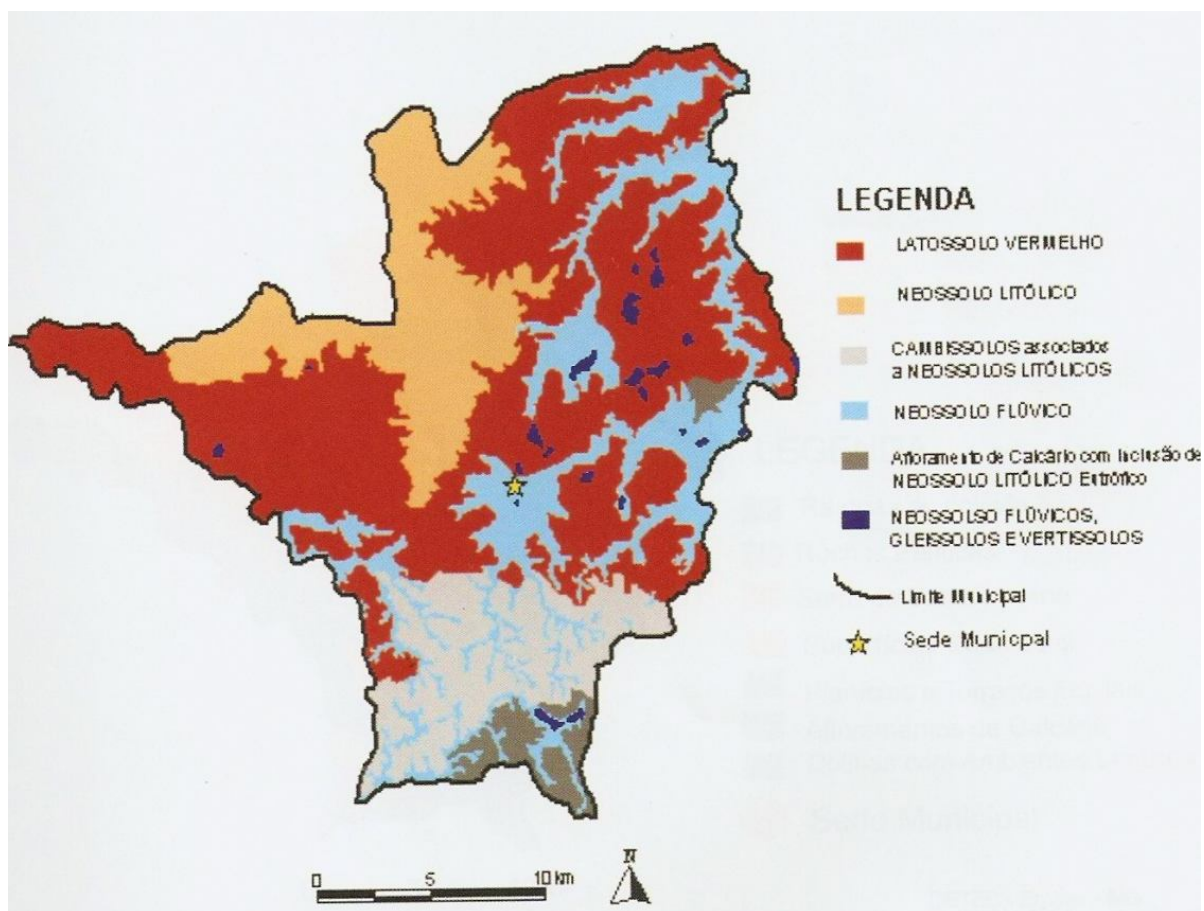 LEGENDA
LATOSSOLO VERMELHO
NEOSSOLO LITÓLICO
CAMBISSOLOS associados
a NEOSSOLOS LITÓLICOS
NEOSSOLO FLÚVICO
Afloramento de Calcário com Inclusão de
NEOSSOLO LITÓLICO Eutrófico
NEOSSOLSO FLÚVICOS,
GLEISSOLOS E VERTISSOLOS
Limite Municipal
Sede Municpal
0 5 10 km
N